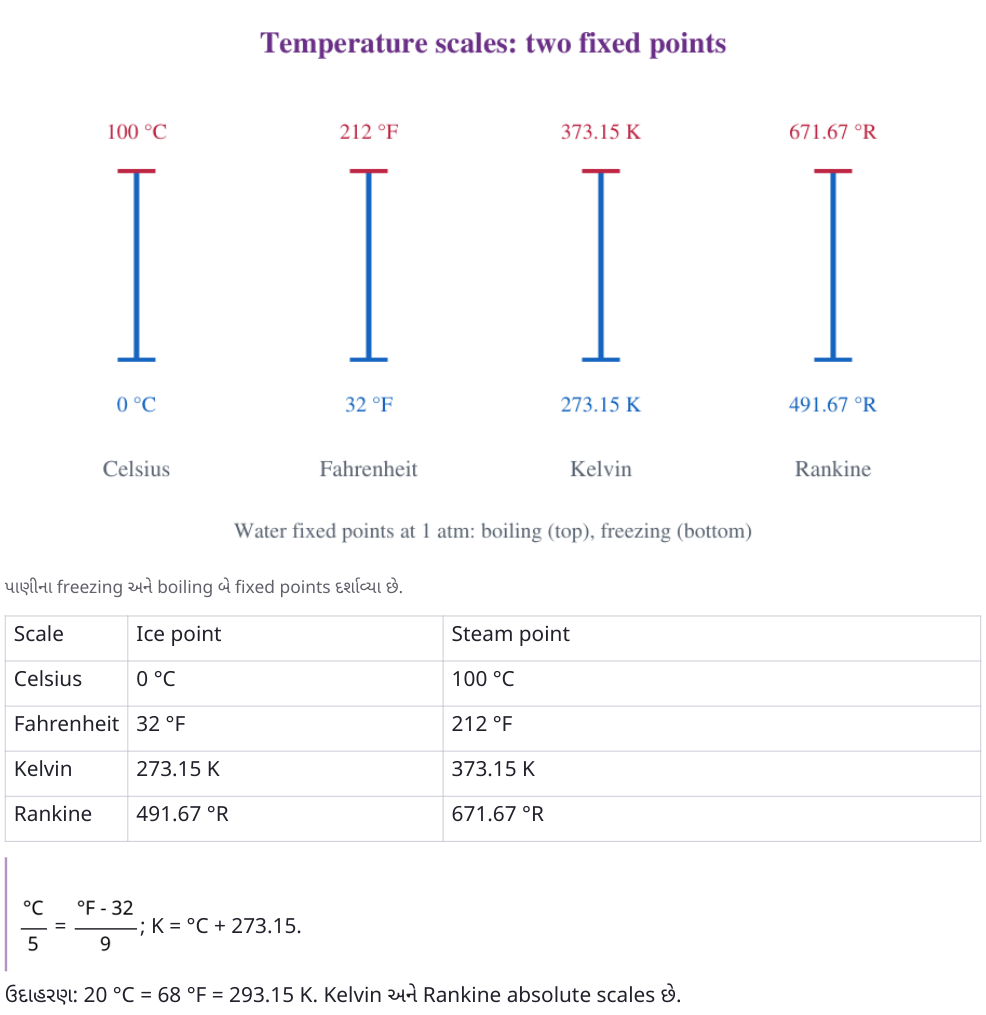 Temperature scales: two fixed points
100 °C 212 °F 373.15 K 671.67 °R
0 °C 32 °F 273.15 K 491.67 °R
Celsius Fahrenheit Kelvin Rankine
Water fixed points at 1 atm: boiling (top), freezing (bottom)
પાણીના freezing અને boiling બે fixed points દર્શાવ્યા છે.
Scale Ice point Steam point
Celsius 0 °C 100 °C
Fahrenheit 32 °F 212 °F
Kelvin 273.15 K 373.15 K
Rankine 491.67 °R 671.67 °R
°C/5 = °F - 32/9; K = °C + 273.15.
ઉદાહરણ: 20 °C = 68 °F = 293.15 K. Kelvin અને Rankine absolute scales છે.